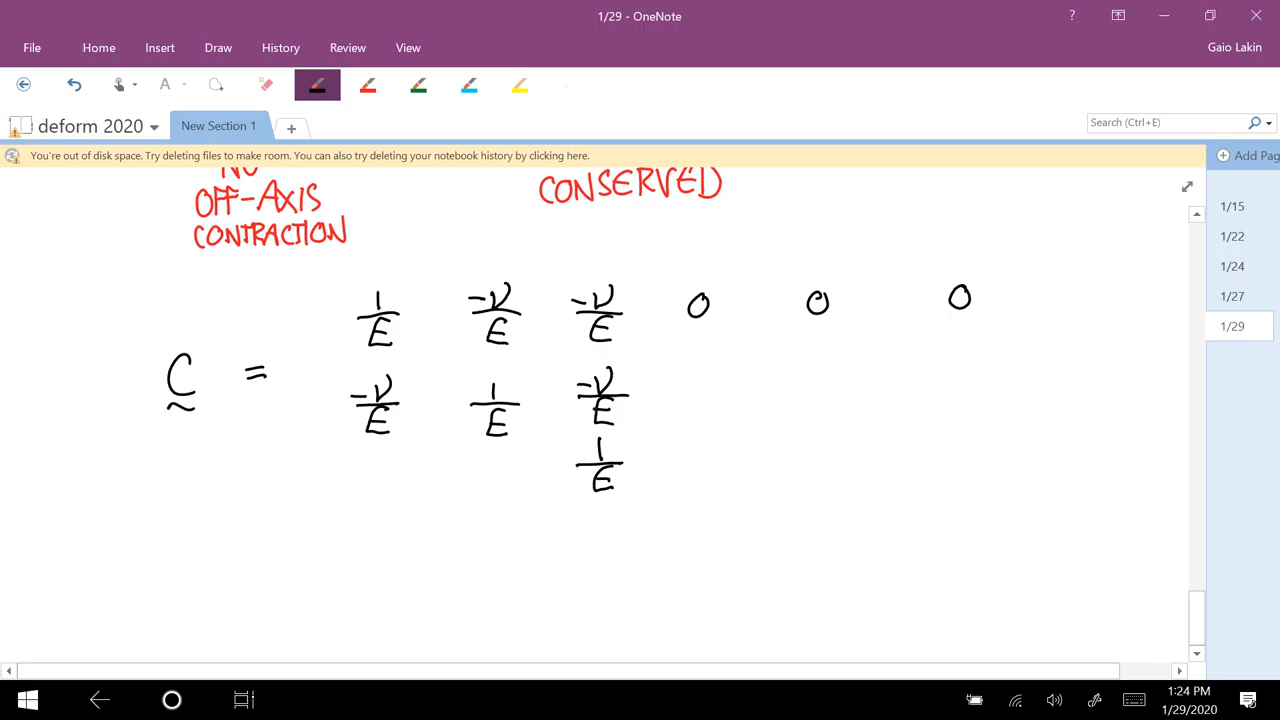 1/29 - OneNote
?
File Home Insert Draw History Review View Gaio Lakin
A
deform 2020 New Section 1 + Search (Ctrl+E)
You're out of disk space. Try deleting files to make room. You can also try deleting your notebook history by clicking here.
Add Pag
OFF-AXIS
CONTRACTION
CONSERVED
1/15
1/22
1/24
1/27
1/29
1/E -ν/E -ν/E 0 0 0
C =
~
-ν/E 1/E -ν/E
1/E
1:24 PM
1/29/2020